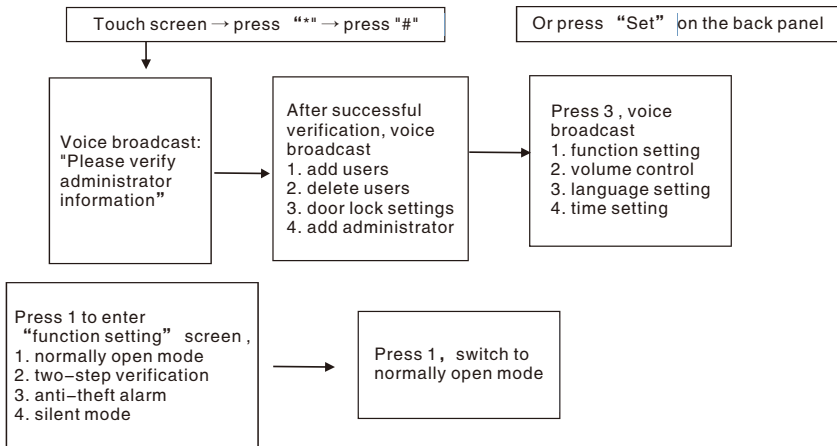 Touch screen → press “*" → press "#"
Or press “Set” on the back panel
Voice broadcast:
"Please verify
administrator
information”
After successful
verification, voice
broadcast
1. add users
2. delete users
3. door lock settings
4. add administrator
Press 3 , voice
broadcast
1. function setting
2. volume control
3. language setting
4. time setting
Press 1 to enter
“function setting” screen ,
1. normally open mode
2. two-step verification
3. anti-theft alarm
4. silent mode
Press 1, switch to
normally open mode